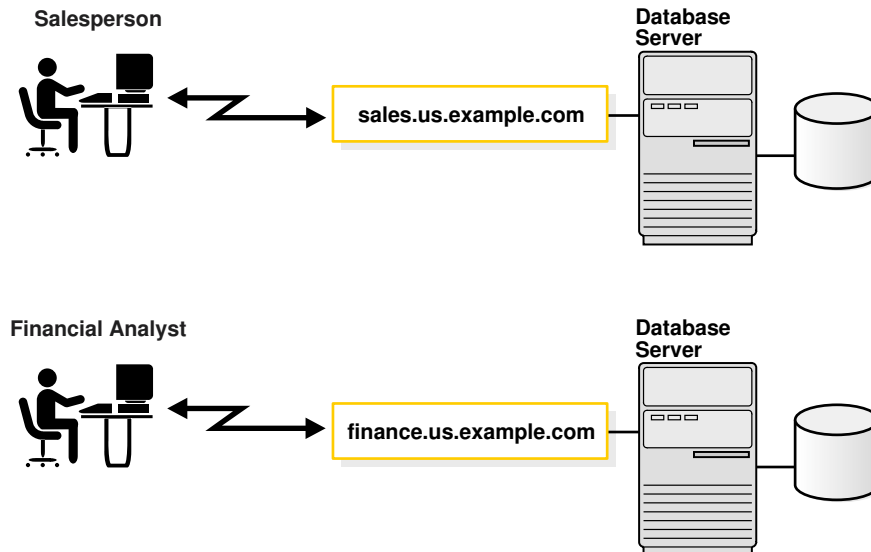 Salesperson
Database
Server
sales.us.example.com
Financial Analyst
Database
Server
finance.us.example.com